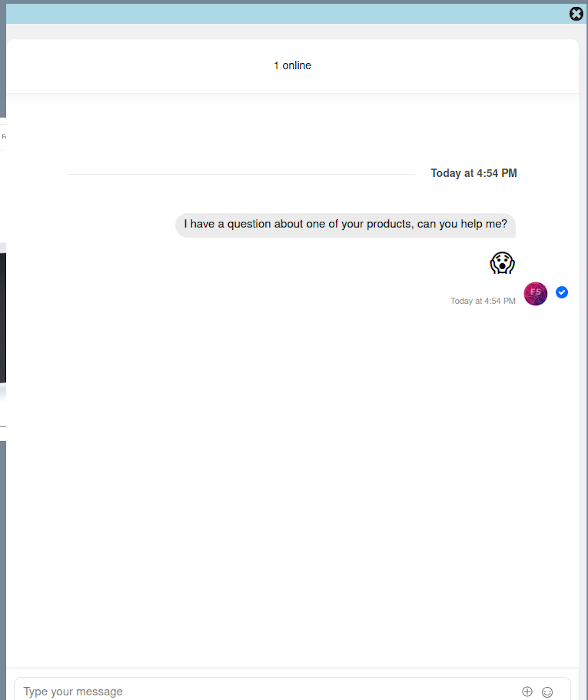 1 online
Today at 4:54 PM
I have a question about one of your products, can you help me?
😱
Today at 4:54 PM
FS
Type your message